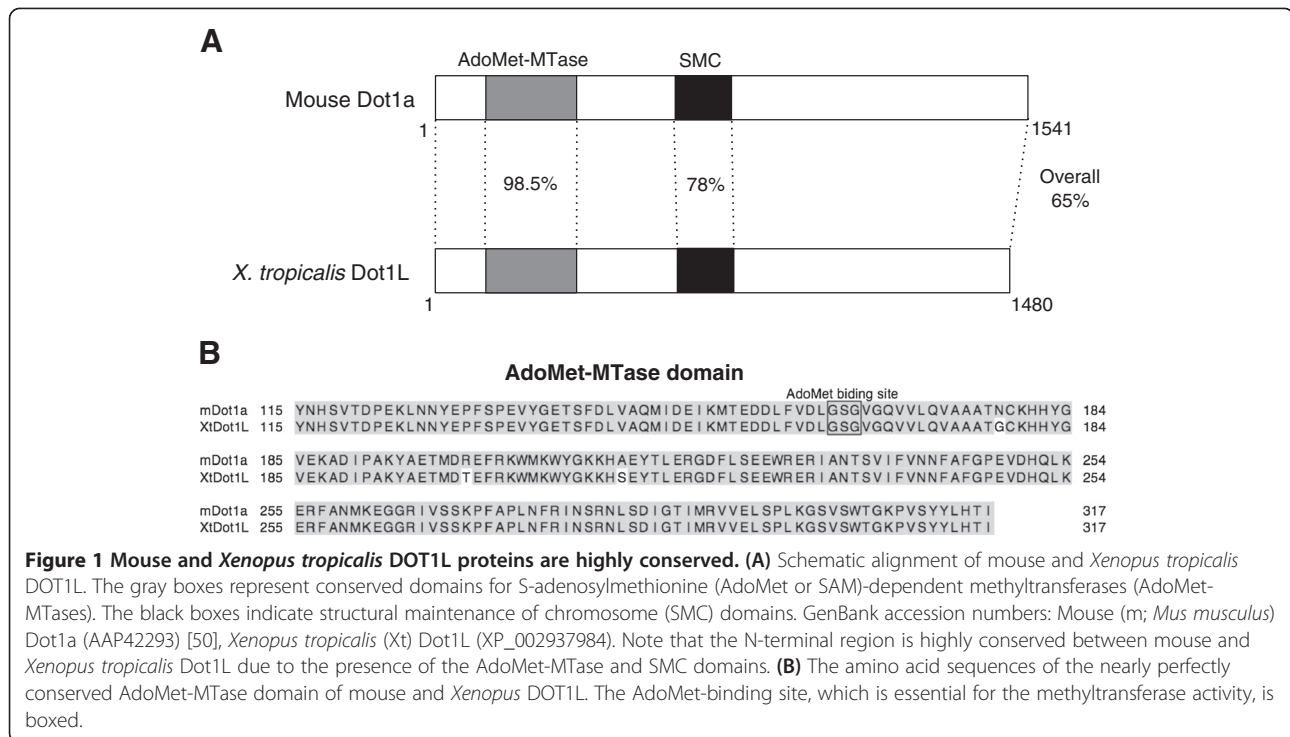 A
AdoMet-MTase SMC
Mouse Dot1a
1 1541
98.5% 78% Overall
65%
X. tropicalis Dot1L
1 1480
B
AdoMet-MTase domain
AdoMet biding site
mDot1a 115 YNHSVTDPEKLNNYEPFSPEVYGETSFDLVAQMIDEIKMTEDDLFVDLGSGVGQVVLQVAAATNCKHHYG 184
XtDot1L 115 YNHSVTDPEKLNNYEPFSPEVYGETSFDLVAQMIDEIKMTEDDLFVDLGSGVGQVVLQVAAATGCKHHYG 184
mDot1a 185 VEKADIPAKYAETMDREFRKWMKWYGKKHAEYTLERGDFLSEEWRERIANTSVIFVNNFAFGPEVDHQLK 254
XtDot1L 185 VEKADIPAKYAETMDTEFRKWMKWYGKKHSEYTLERGDFLSEEWRERIANTSVIFVNNFAFGPEVDHQLK 254
mDot1a 255 ERFANMKEGGRIVSSKPFAPLNFRINSRNLSDIGTIMRVVELSPLKGSVSWTGKPVSYYLHTI 317
XtDot1L 255 ERFANMKEGGRIVSSKPFAPLNFRINSRNLSDIGTIMRVVELSPLKGSVSWTGKPVSYYLHTI 317
Figure 1 Mouse and Xenopus tropicalis DOT1L proteins are highly conserved. (A) Schematic alignment of mouse and Xenopus tropicalis
DOT1L. The gray boxes represent conserved domains for S-adenosylmethionine (AdoMet or SAM)-dependent methyltransferases (AdoMet-
MTases). The black boxes indicate structural maintenance of chromosome (SMC) domains. GenBank accession numbers: Mouse (m; Mus musculus)
Dot1a (AAP42293) [50], Xenopus tropicalis (Xt) Dot1L (XP_002937984). Note that the N-terminal region is highly conserved between mouse and
Xenopus tropicalis Dot1L due to the presence of the AdoMet-MTase and SMC domains. (B) The amino acid sequences of the nearly perfectly
conserved AdoMet-MTase domain of mouse and Xenopus DOT1L. The AdoMet-binding site, which is essential for the methyltransferase activity, is
boxed.